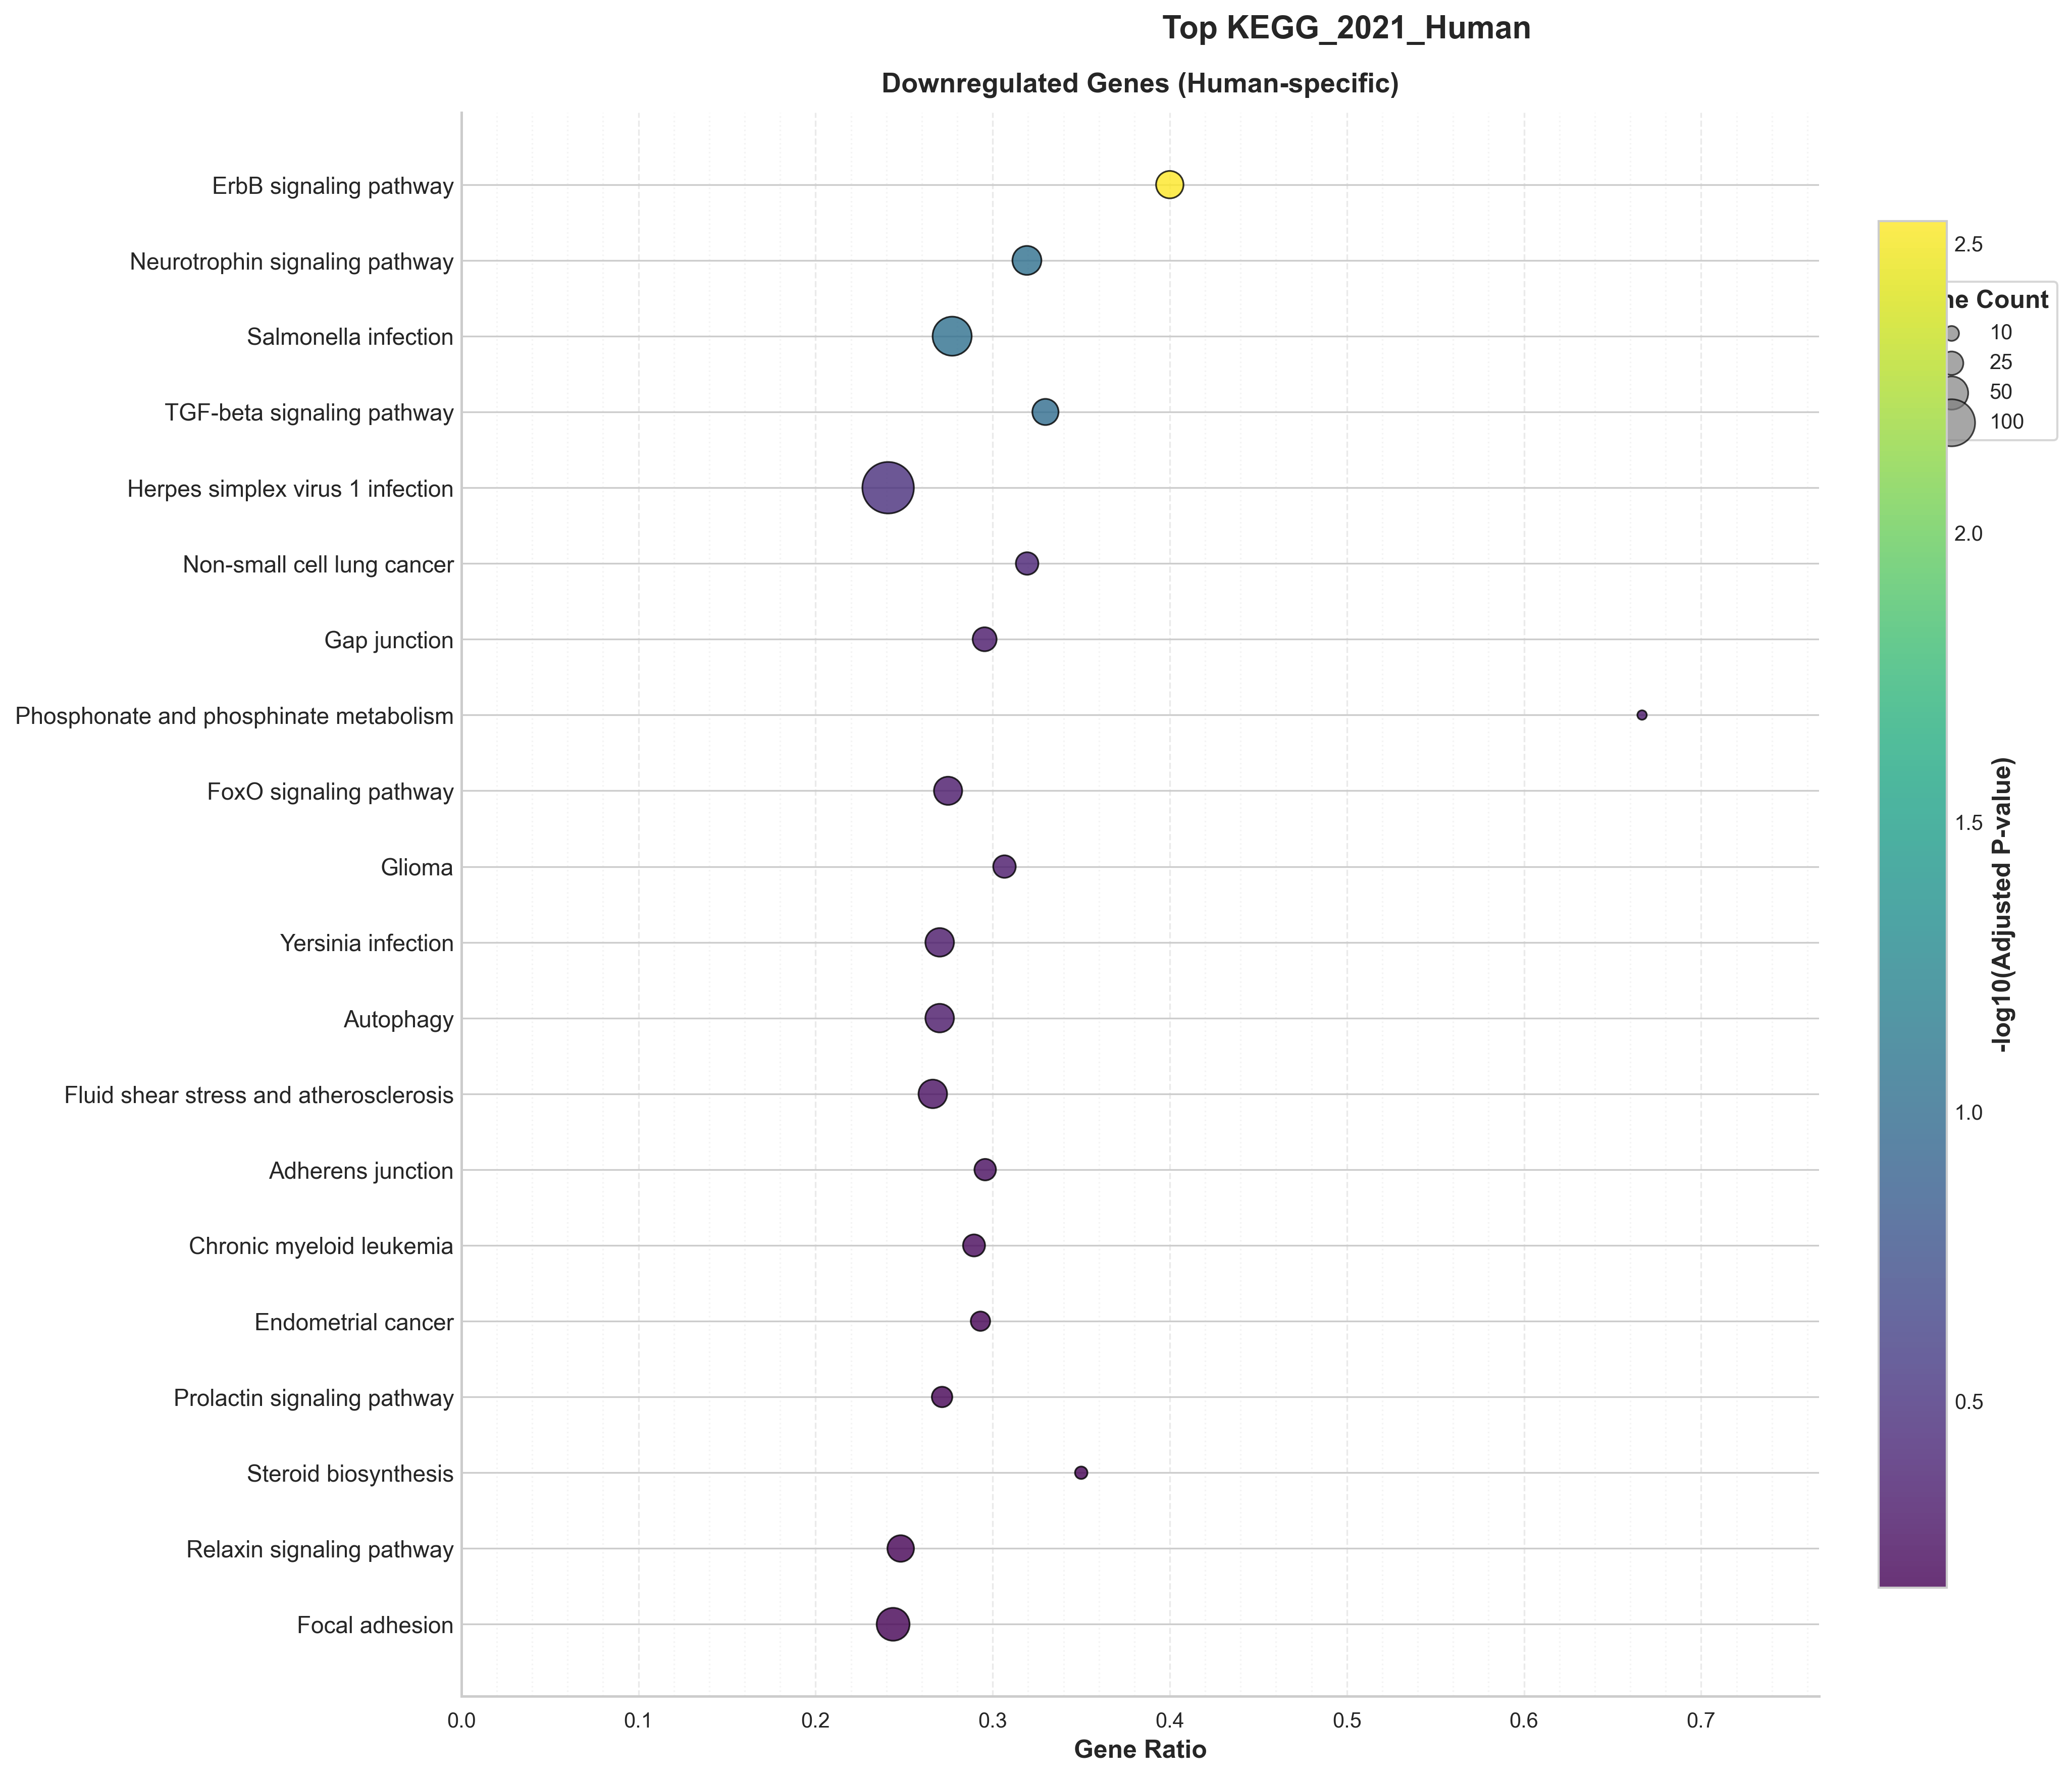 Top KEGG_2021_Human
Downregulated Genes (Human-specific)
ErbB signaling pathway
Neurotrophin signaling pathway
Salmonella infection
TGF-beta signaling pathway
Herpes simplex virus 1 infection
Non-small cell lung cancer
Gap junction
Phosphonate and phosphinate metabolism
FoxO signaling pathway
Glioma
Yersinia infection
Autophagy
Fluid shear stress and atherosclerosis
Adherens junction
Chronic myeloid leukemia
Endometrial cancer
Prolactin signaling pathway
Steroid biosynthesis
Relaxin signaling pathway
Focal adhesion
0.0 0.1 0.2 0.3 0.4 0.5 0.6 0.7
Gene Ratio
Count
10
25
50
100
2.5
2.0
1.5
1.0
0.5
-log10(Adjusted P-value)